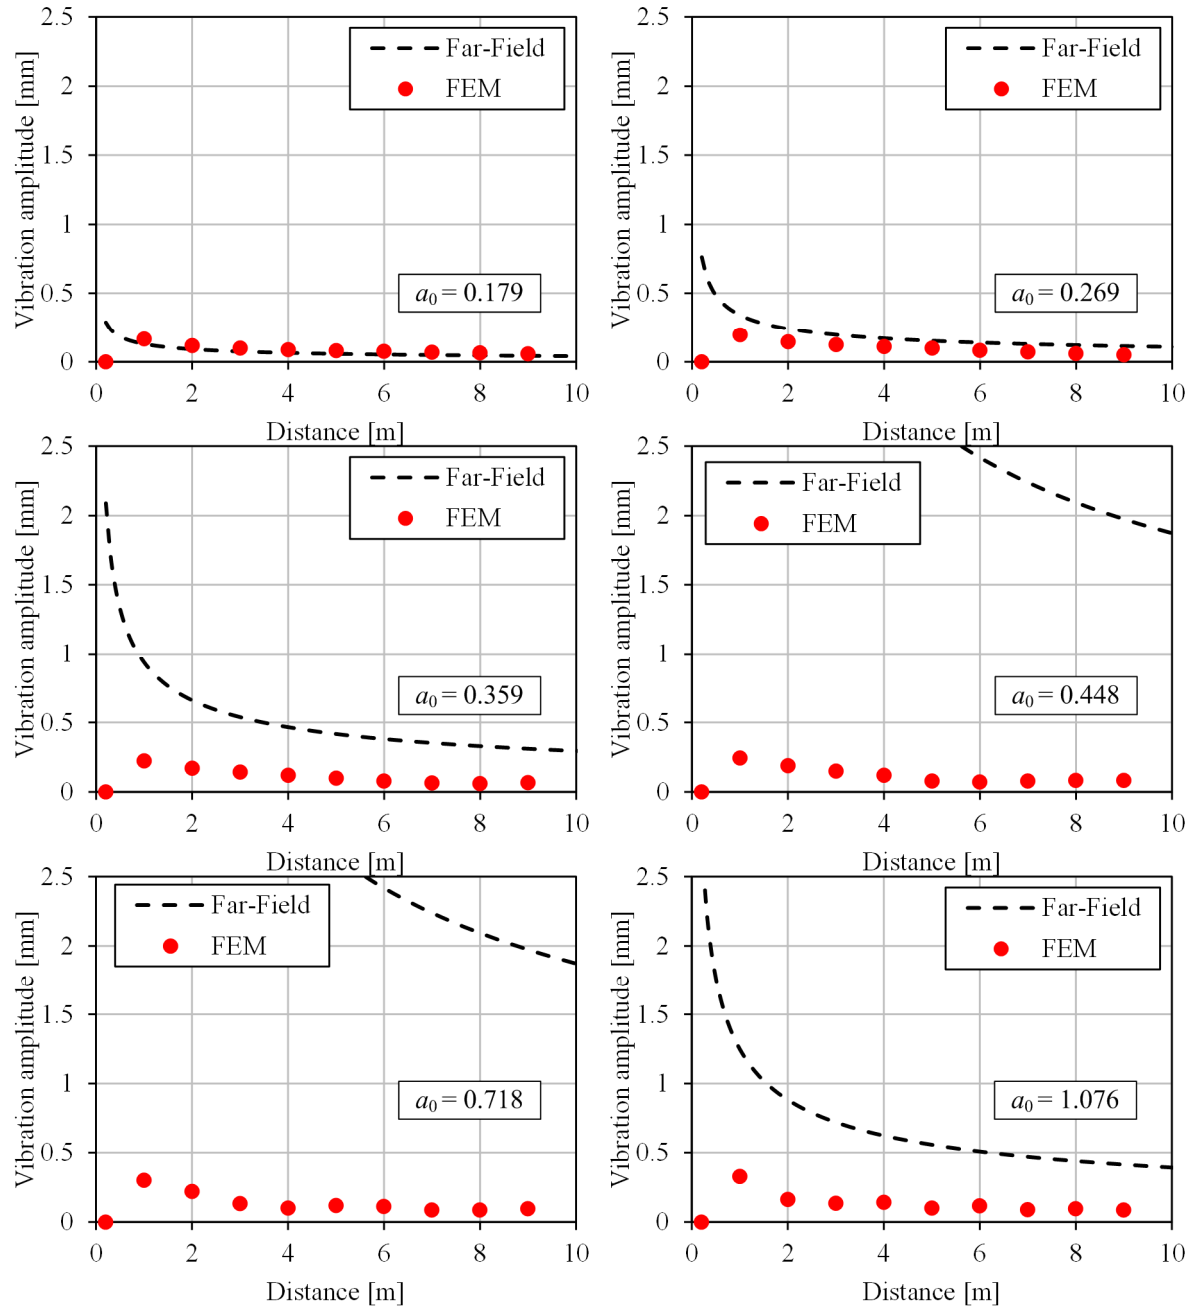 Vibration amplitude [mm]
2.5
2
1.5
1
0.5
0
Far-Field
FEM
a0 = 0.179
0 2 4 6 8 10
Distance [m]
Vibration amplitude [mm]
2.5
2
1.5
1
0.5
0
Far-Field
FEM
a0 = 0.269
0 2 4 6 8 10
Distance [m]
Vibration amplitude [mm]
2.5
2
1.5
1
0.5
0
Far-Field
FEM
a0 = 0.359
0 2 4 6 8 10
Distance [m]
Vibration amplitude [mm]
2.5
2
1.5
1
0.5
0
Far-Field
FEM
a0 = 0.448
0 2 4 6 8 10
Distance [m]
Vibration amplitude [mm]
2.5
2
1.5
1
0.5
0
Far-Field
FEM
a0 = 0.718
0 2 4 6 8 10
Distance [m]
Vibration amplitude [mm]
2.5
2
1.5
1
0.5
0
Far-Field
FEM
a0 = 1.076
0 2 4 6 8 10
Distance [m]